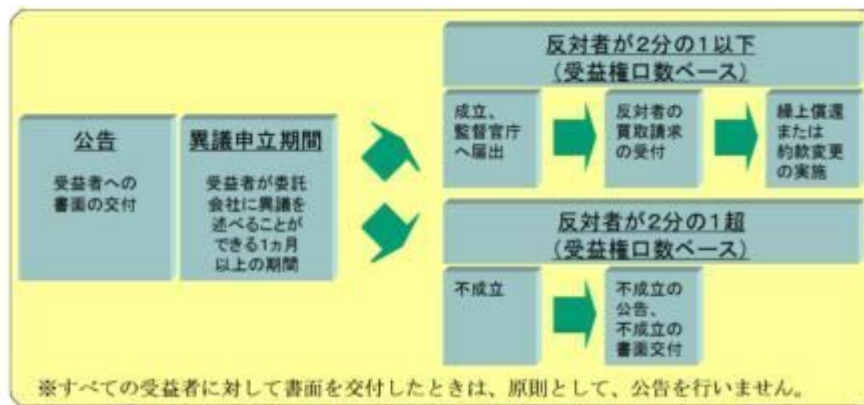 公告
受益者への
書面の交付
異議申立期間
受益者が委託
会社に異議を
述べることが
できる1ヵ月
以上の期間
反対者が2分の1以下
(受益権口数ベース)
成立、
監督官庁
へ届出
反対者の
買取請求
の受付
繰上償還
または
約款変更
の実施
反対者が2分の1超
(受益権口数ベース)
不成立
不成立の
公告、
不成立の
書面交付
※すべての受益者に対して書面を交付したときは、原則として、公告を行いません。